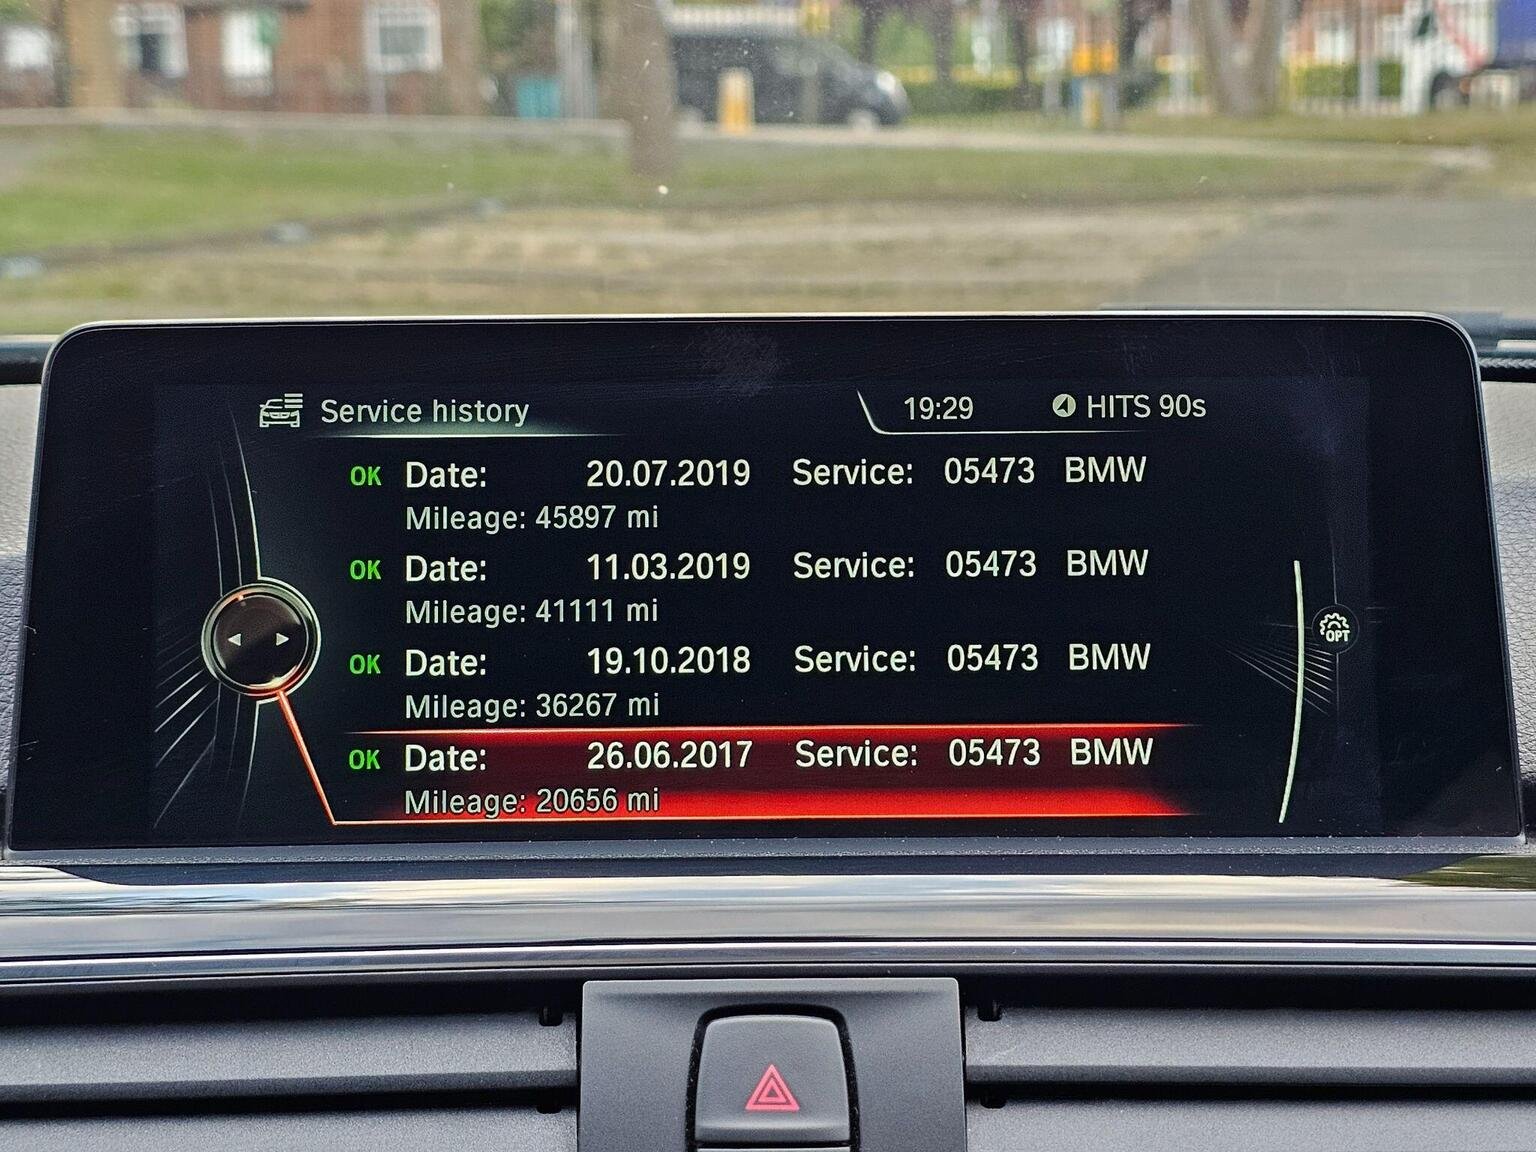 Service history 19:29 HITS 90s
OK Date: 20.07.2019 Service: 05473 BMW
Mileage: 45897 mi
OK Date: 11.03.2019 Service: 05473 BMW
Mileage: 41111 mi
OK Date: 19.10.2018 Service: 05473 BMW
Mileage: 36267 mi
OPT
OK Date: 26.06.2017 Service: 05473 BMW
Mileage: 20656 mi